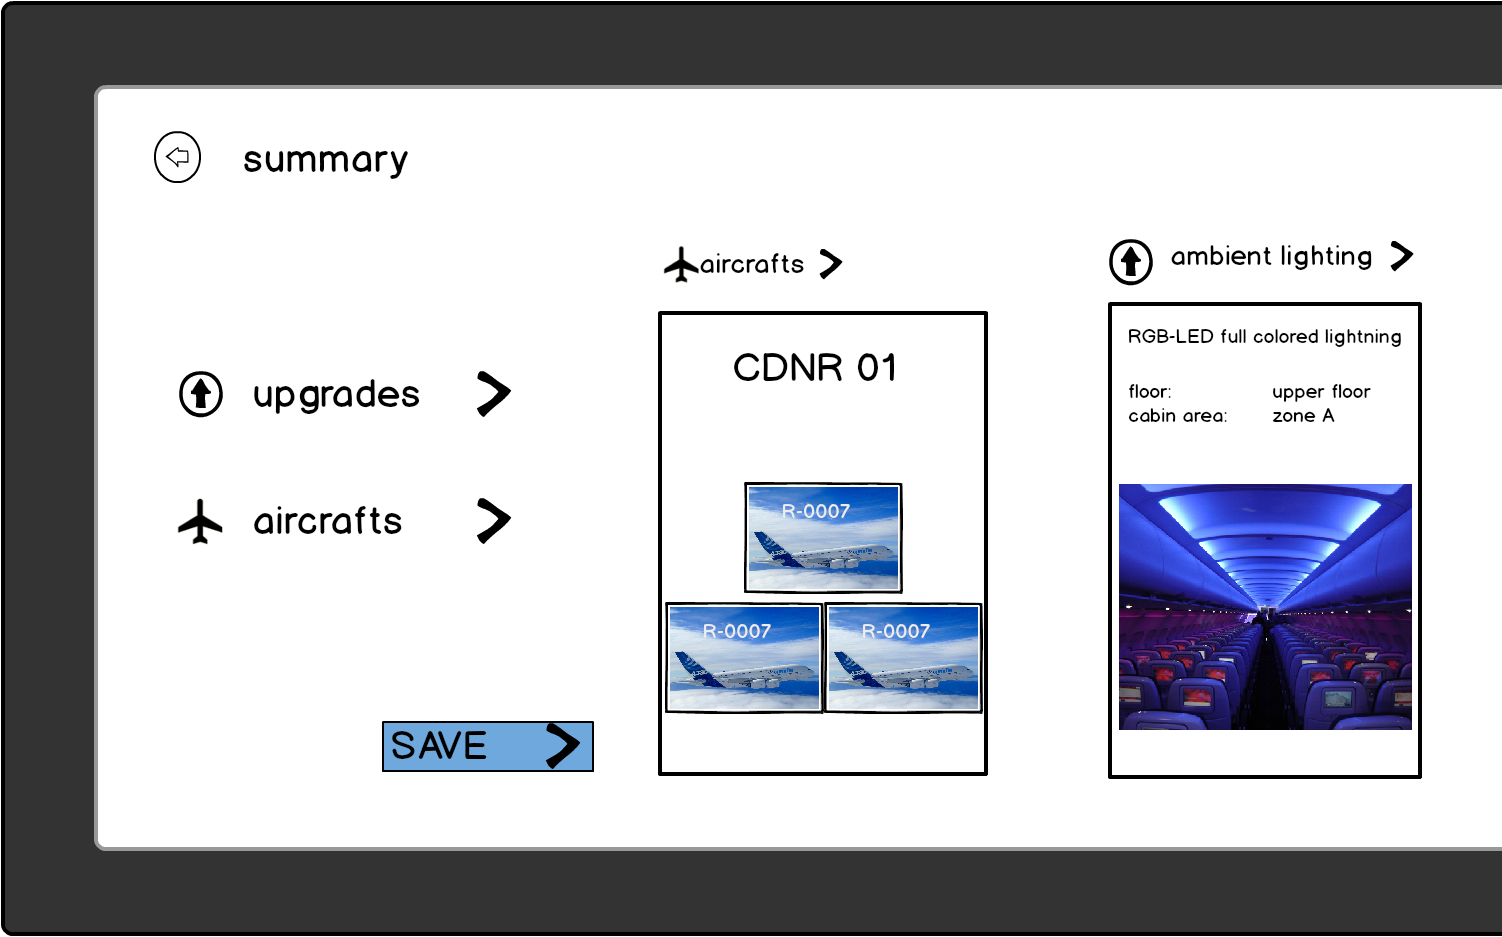 summary
upgrades
aircrafts
SAVE
aircrafts
CDNR 01
R-0007
R-0007
R-0007
ambient lighting
RGB-LED full colored lightning
floor: upper floor
cabin area: zone A